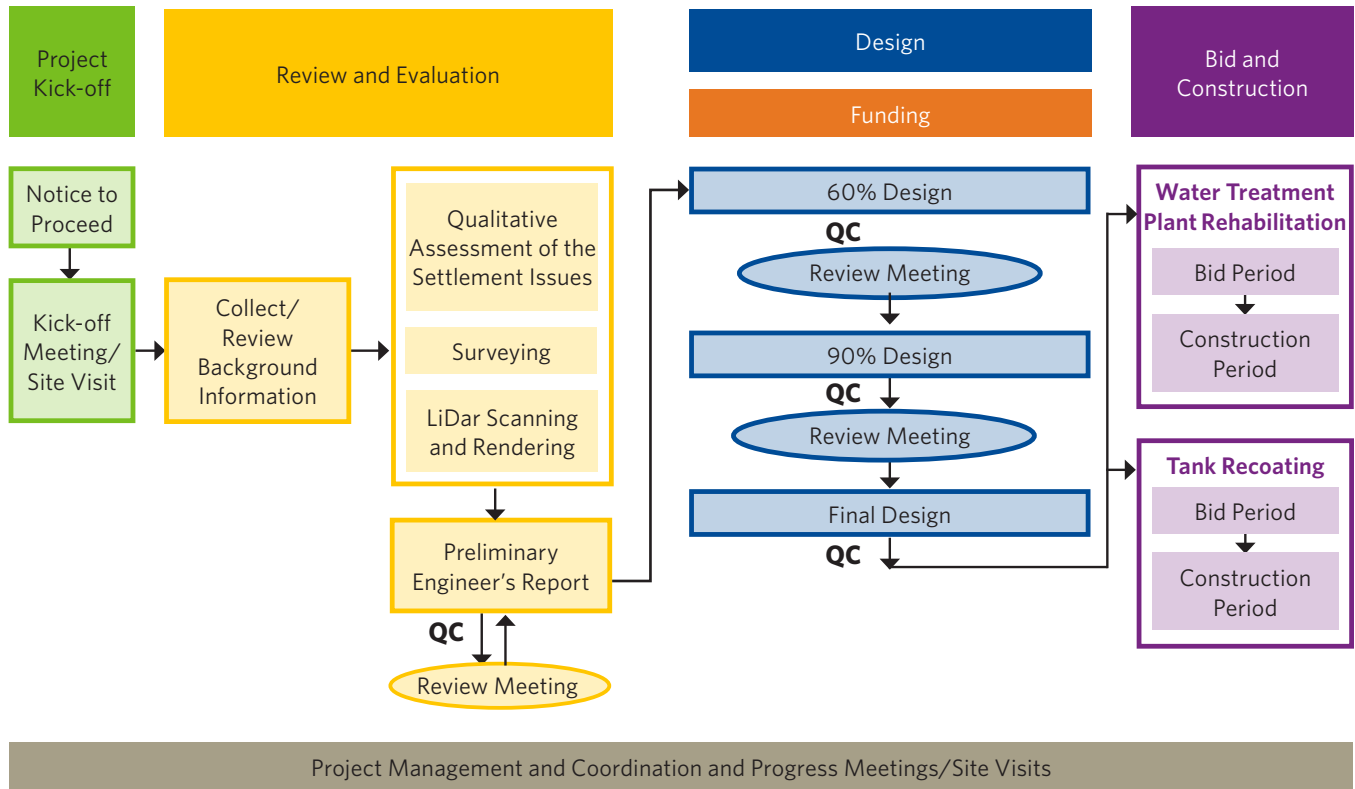 Project
Kick-off
Review and Evaluation
Design
Funding
Bid and
Construction
Notice to
Proceed
Kick-off
Meeting/
Site Visit
Collect/
Review
Background
Information
Qualitative
Assessment of the
Settlement Issues
Surveying
LiDar Scanning
and Rendering
Preliminary
Engineer's Report
QC
Review Meeting
60% Design
QC
Review Meeting
90% Design
QC
Review Meeting
Final Design
QC
Water Treatment
Plant Rehabilitation
Bid Period
Construction
Period
Tank Recoating
Bid Period
Construction
Period
Project Management and Coordination and Progress Meetings/Site Visits